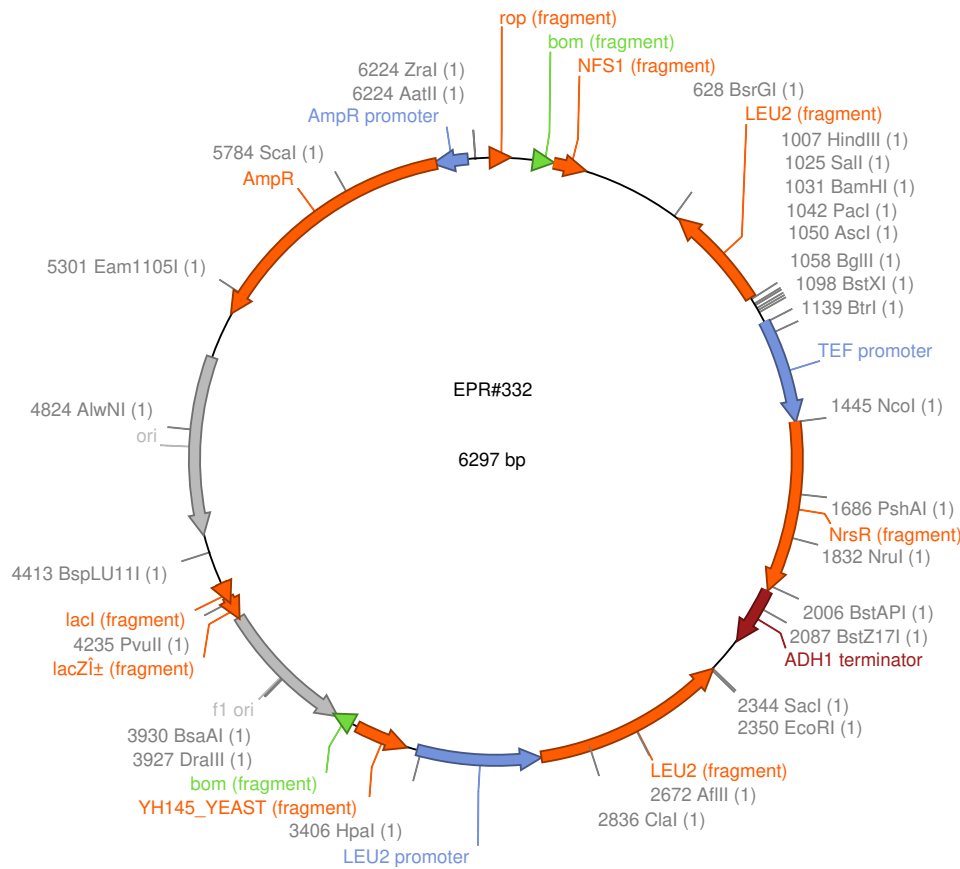 rop (fragment)
bom (fragment)
NFS1 (fragment)
6224 ZraI (1)
6224 AatII (1)
AmpR promoter
628 BsrGI (1)
LEU2 (fragment)
1007 HindIII (1)
1025 SalI (1)
1031 BamHI (1)
1042 PacI (1)
1050 AscI (1)
1058 BglII (1)
1098 BstXI (1)
1139 BtrI (1)
5784 ScaI (1)
AmpR
5301 Eam1105I (1)
TEF promoter
EPR#332
6297 bp
1445 NcoI (1)
4824 AlwNI (1)
ori
1686 PshAI (1)
NrsR (fragment)
1832 NruI (1)
4413 BspLU11I (1)
2006 BstAPI (1)
2087 BstZ17I (1)
ADH1 terminator
lacI (fragment)
4235 PvuII (1)
lacZÎ± (fragment)
f1 ori
2344 SacI (1)
2350 EcoRI (1)
3930 BsaAI (1)
3927 DraIII (1)
bom (fragment)
YH145_YEAST (fragment)
3406 HpaI (1)
LEU2 promoter
LEU2 (fragment)
2672 AflII (1)
2836 ClaI (1)